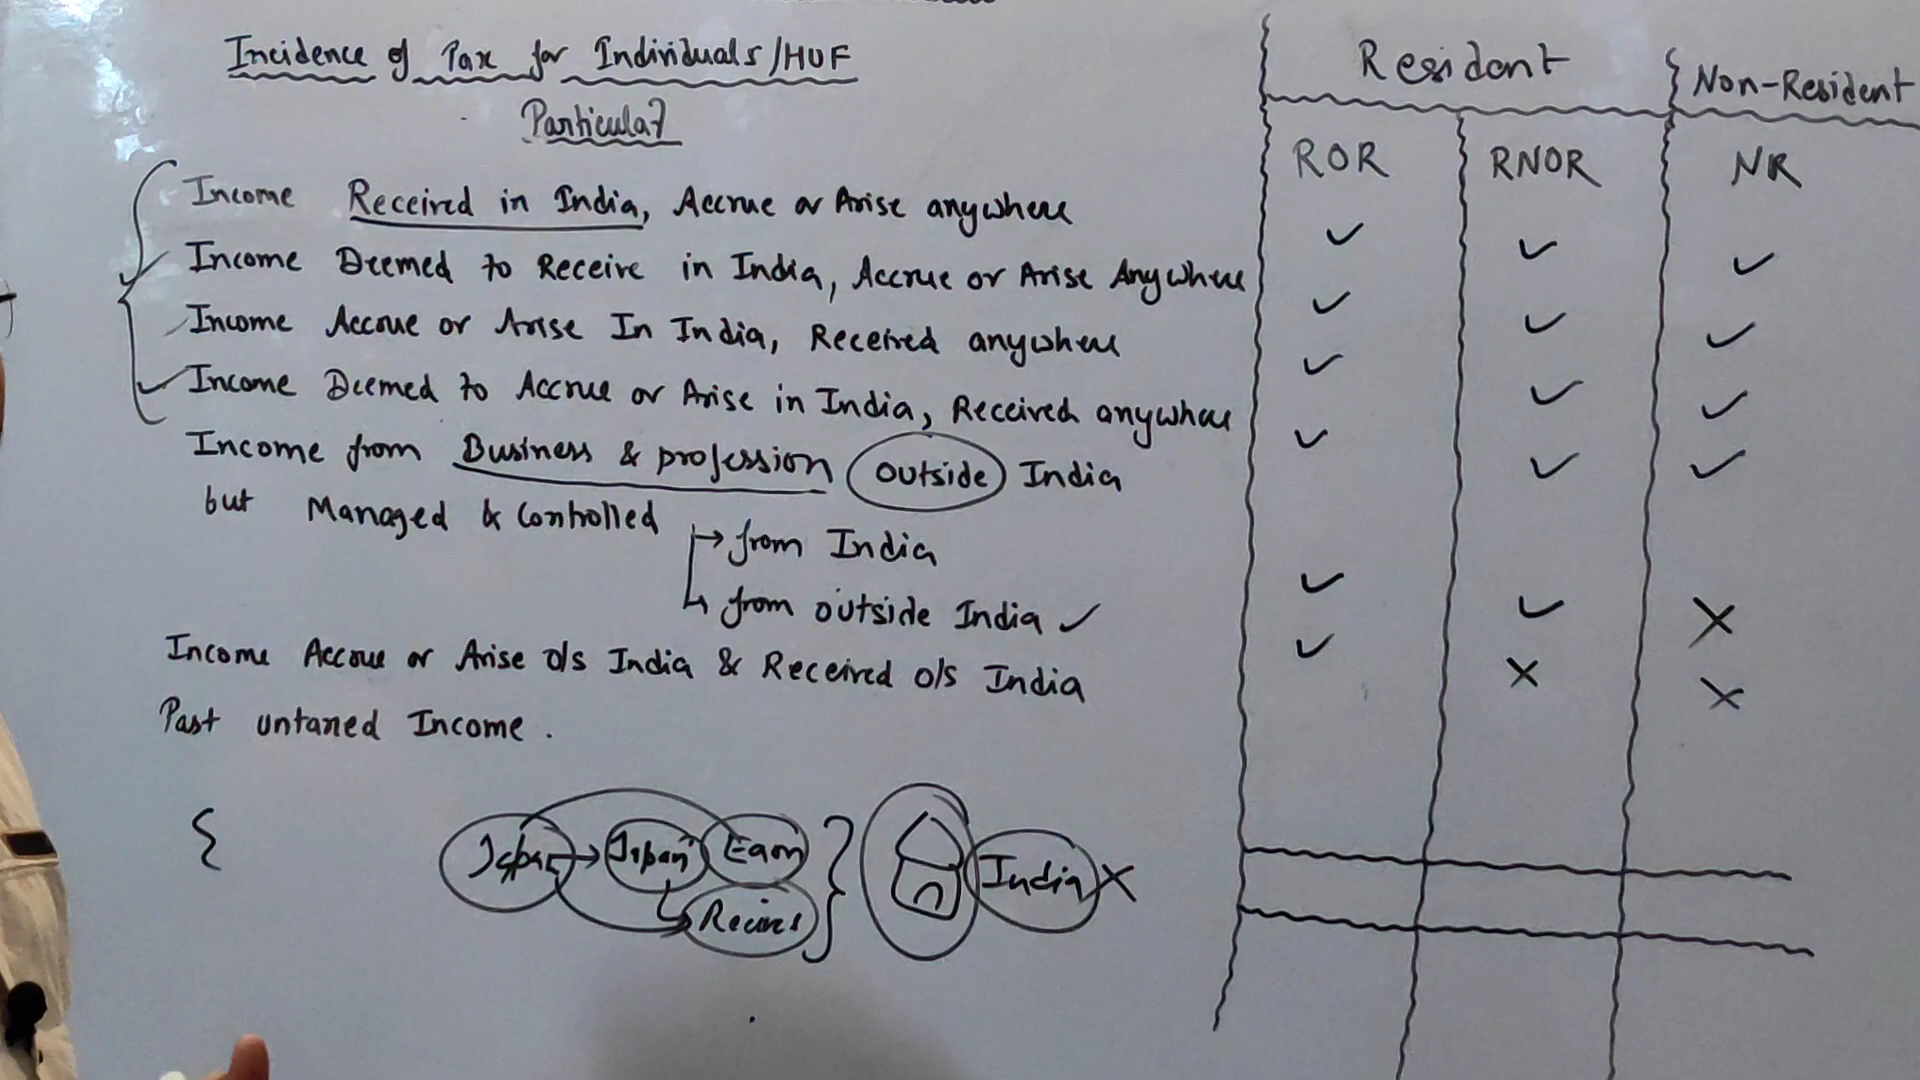 Incidence of Tax for Individuals/HUF
Particular
Resident
Non-Resident
ROR RNOR NR
Income Received in India, Accrue or Arise anywhere ✓ ✓ ✓
Income Deemed to Receive in India, Accrue or Arise Anywhere ✓ ✓ ✓
Income Accrue or Arise In India, Received anywhere ✓ ✓ ✓
Income Deemed to Accrue or Arise in India, Received anywhere ✓ ✓ ✓
Income from Business & profession outside India
but Managed & Controlled
→ from India ✓ ✓ X
↳ from outside India ✓ ✓ X X
Income Accrue or Arise o/s India & Received o/s India
Past untaxed Income.
Japan → Japan Earn
India X